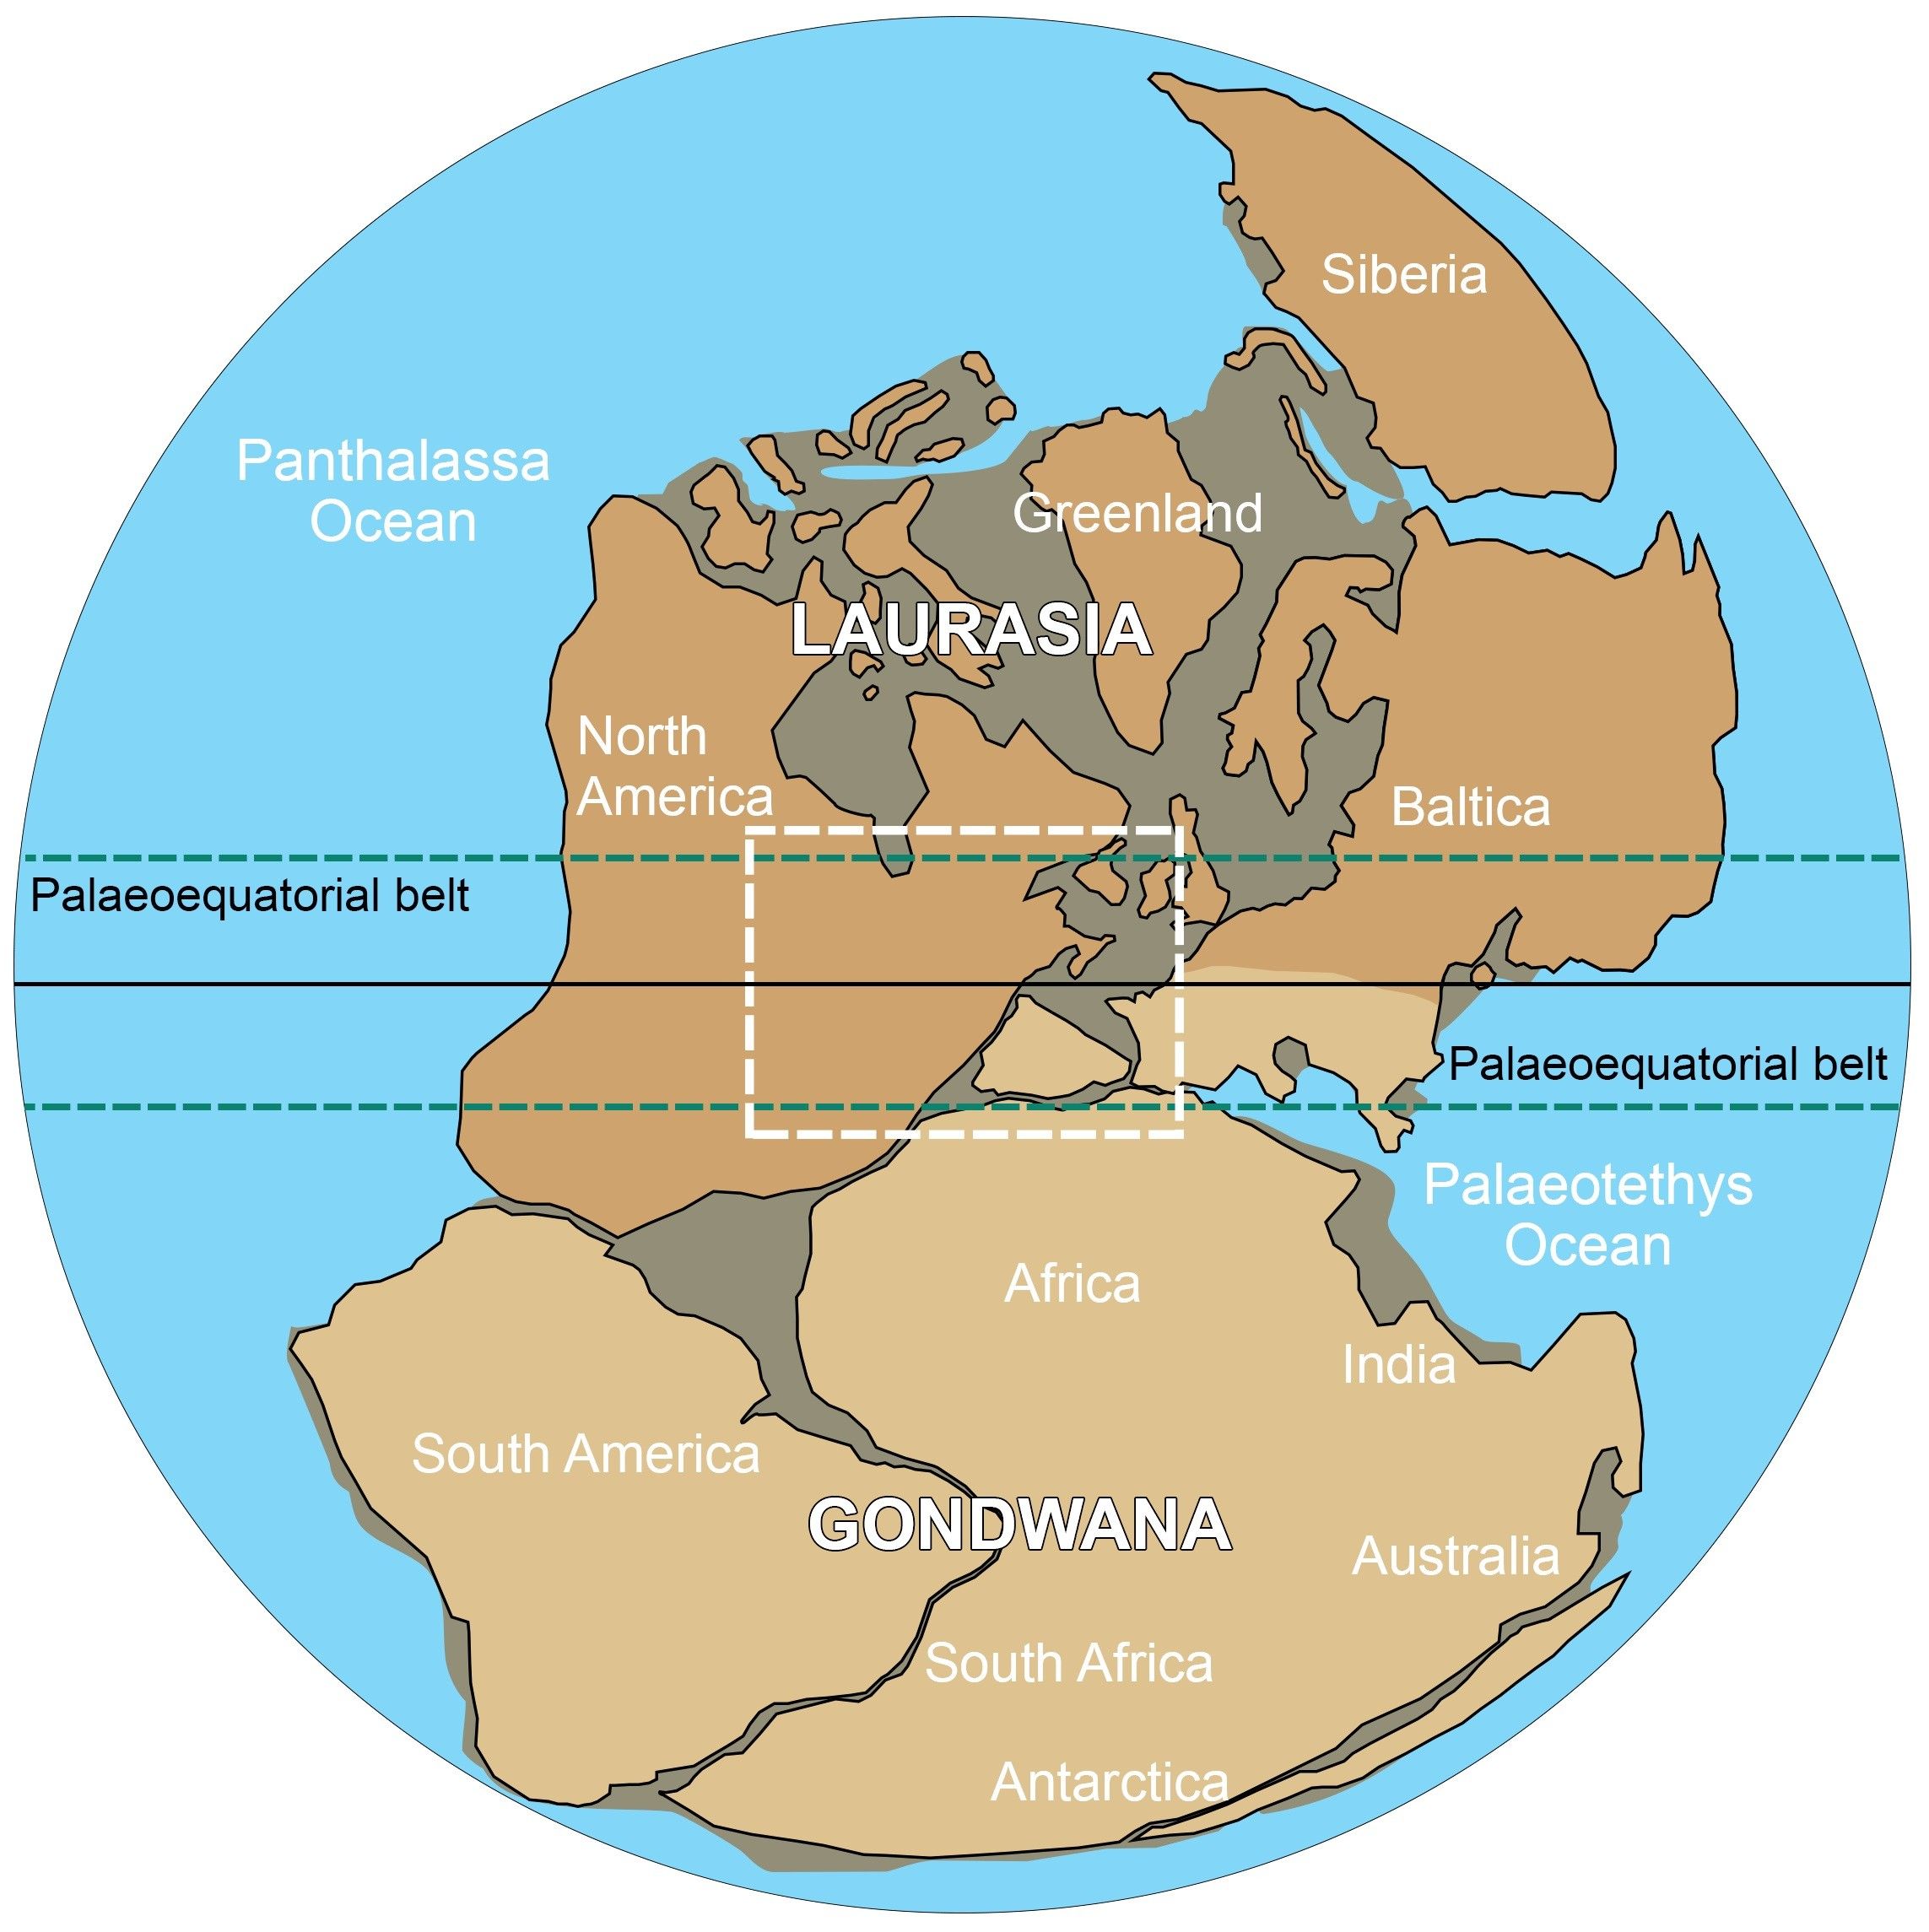 Siberia
Panthalassa
Ocean
Greenland
LAURASIA
North
America
Baltica
Palaeoequatorial belt
Palaeoequatorial belt
Palaeotethys
Ocean
Africa
India
South America
GONDWANA
Australia
South Africa
Antarctica